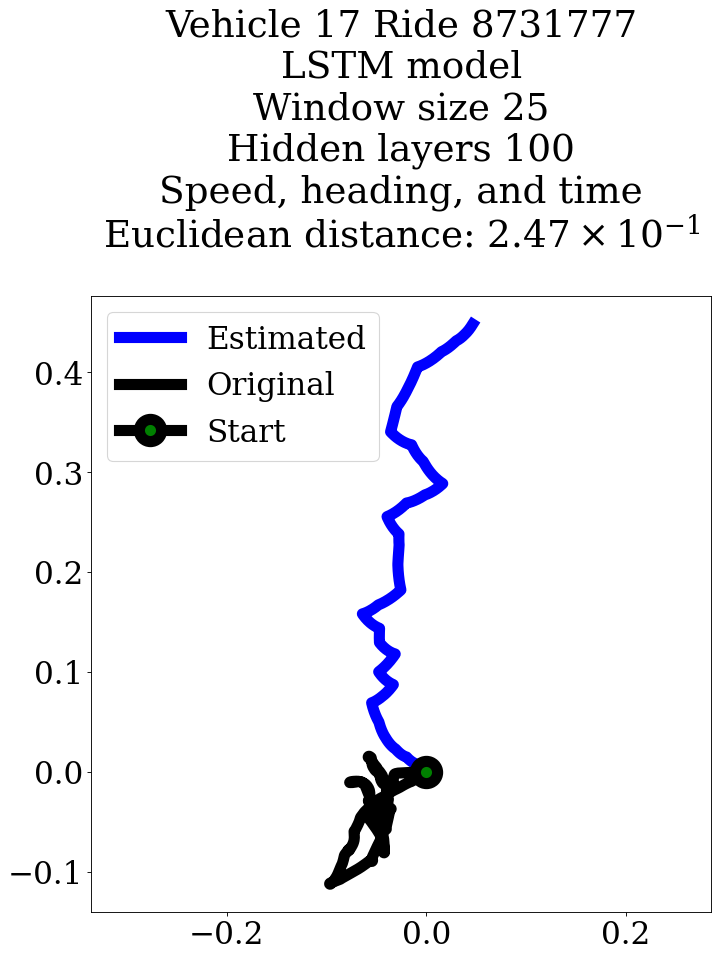 Vehicle 17 Ride 8731777
LSTM model
Window size 25
Hidden layers 100
Speed, heading, and time
Euclidean distance: 2.47 × 10⁻¹
Estimated
Original
Start
0.4
0.3
0.2
0.1
0.0
−0.1
−0.2 0.0 0.2